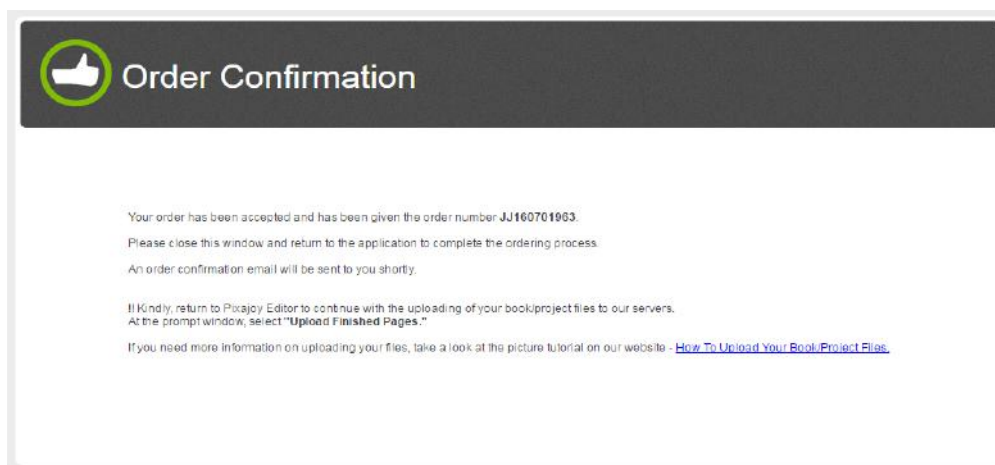 Order Confirmation
Your order has been accepted and has been given the order number JJ160701963.
Please close this window and return to the application to complete the ordering process.
An order confirmation email will be sent to you shortly.
!! Kindly, return to Pixajoy Editor to continue with the uploading of your book/project files to our servers.
At the prompt window, select "Upload Finished Pages."
If you need more information on uploading your files, take a look at the picture tutorial on our website - How To Upload Your Book/Project Files.